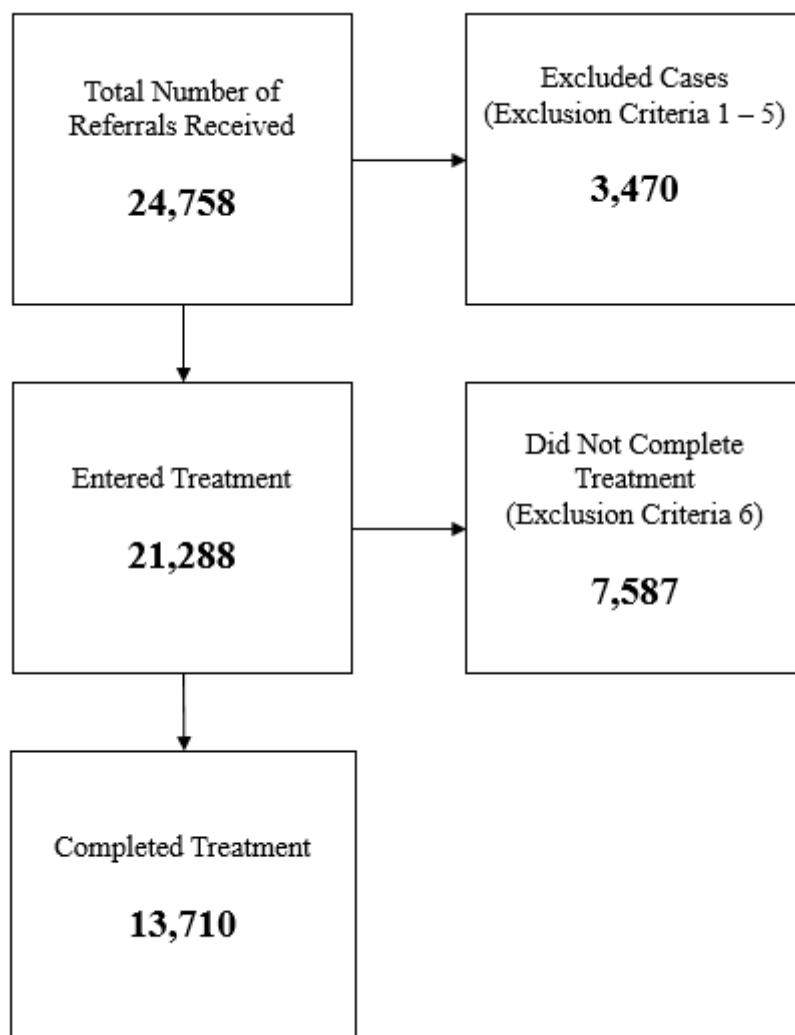 Total Number of
Referrals Received
24,758
Excluded Cases
(Exclusion Criteria 1 – 5)
3,470
Entered Treatment
21,288
Did Not Complete
Treatment
(Exclusion Criteria 6)
7,587
Completed Treatment
13,710